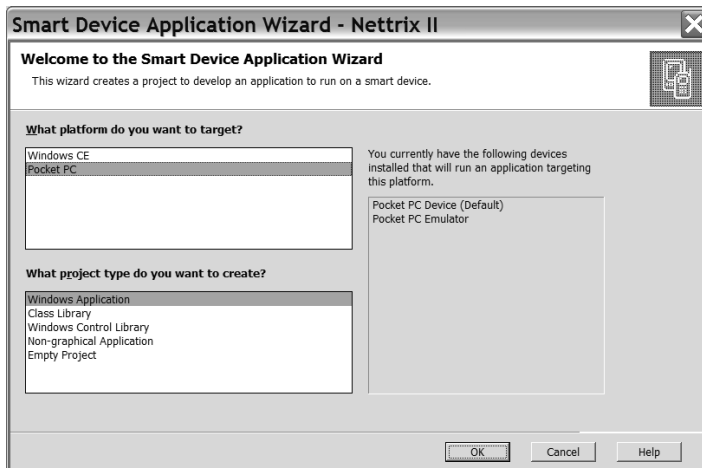 Smart Device Application Wizard - Nettrix II
Welcome to the Smart Device Application Wizard
This wizard creates a project to develop an application to run on a smart device.
What platform do you want to target?
Windows CE
Pocket PC
You currently have the following devices
installed that will run an application targeting
this platform.
Pocket PC Device (Default)
Pocket PC Emulator
What project type do you want to create?
Windows Application
Class Library
Windows Control Library
Non-graphical Application
Empty Project
OK
Cancel
Help